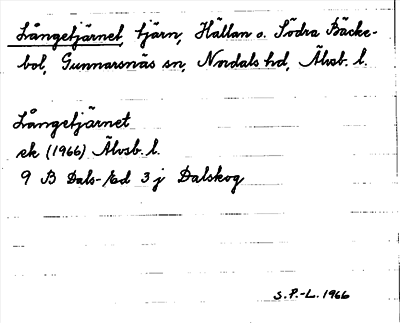 Långetjärnet, tjärn, Hällan o. Södra Bäcke-
bol, Gunnarsnäs sn, Nordals hd, Älvsb. l.
Långetjärnet
ek (1966) Älvsb. l.
9 B Dals-Ed 3 j Dalskog
S.P.-L. 1966